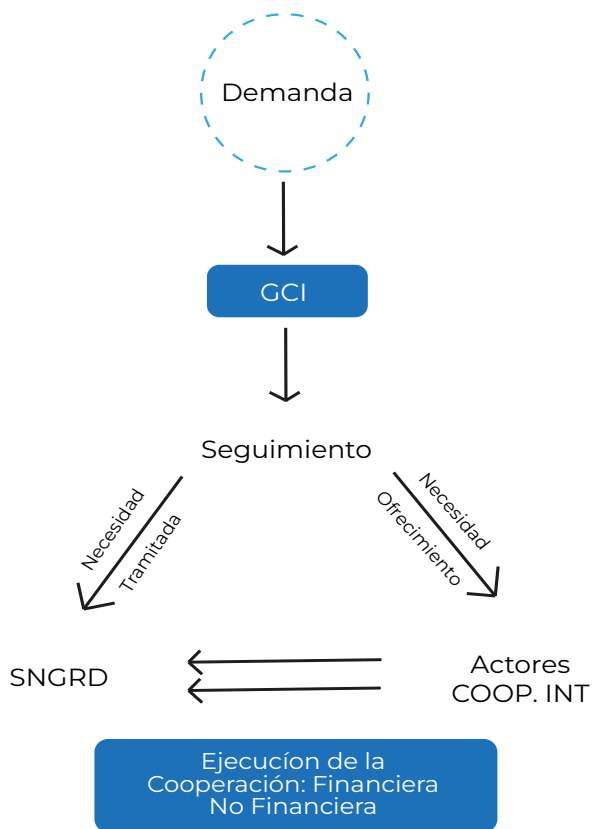 Demanda
GCI
Seguimiento
Necesidad
Tramitada
Necesidad
Ofrecimiento
SNGRD
Actores
COOP. INT
Ejecucíon de la
Cooperación: Financiera
No Financiera